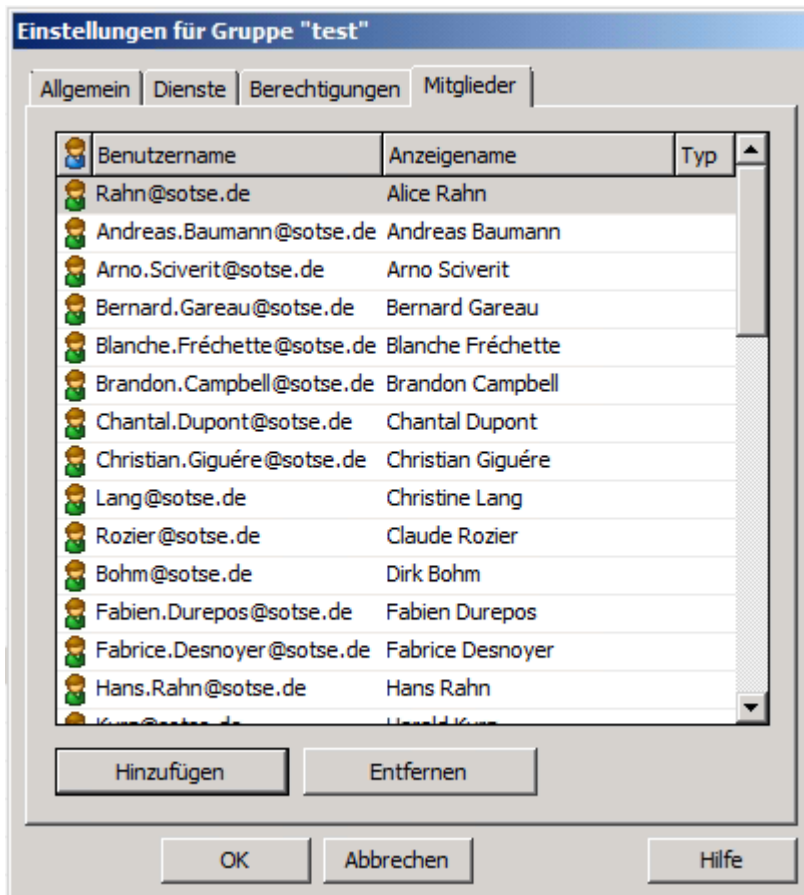 Einstellungen für Gruppe "test"
Allgemein Dienste Berechtigungen Mitglieder
Benutzername Anzeigename Typ
Rahn@sotse.de Alice Rahn
Andreas.Baumann@sotse.de Andreas Baumann
Arno.Sciverit@sotse.de Arno Sciverit
Bernard.Gareau@sotse.de Bernard Gareau
Blanche.Fréchette@sotse.de Blanche Fréchette
Brandon.Campbell@sotse.de Brandon Campbell
Chantal.Dupont@sotse.de Chantal Dupont
Christian.Giguére@sotse.de Christian Giguére
Lang@sotse.de Christine Lang
Rozier@sotse.de Claude Rozier
Bohm@sotse.de Dirk Bohm
Fabien.Durepos@sotse.de Fabien Durepos
Fabrice.Desnoyer@sotse.de Fabrice Desnoyer
Hans.Rahn@sotse.de Hans Rahn
Hinzufügen Entfernen
OK Abbrechen Hilfe